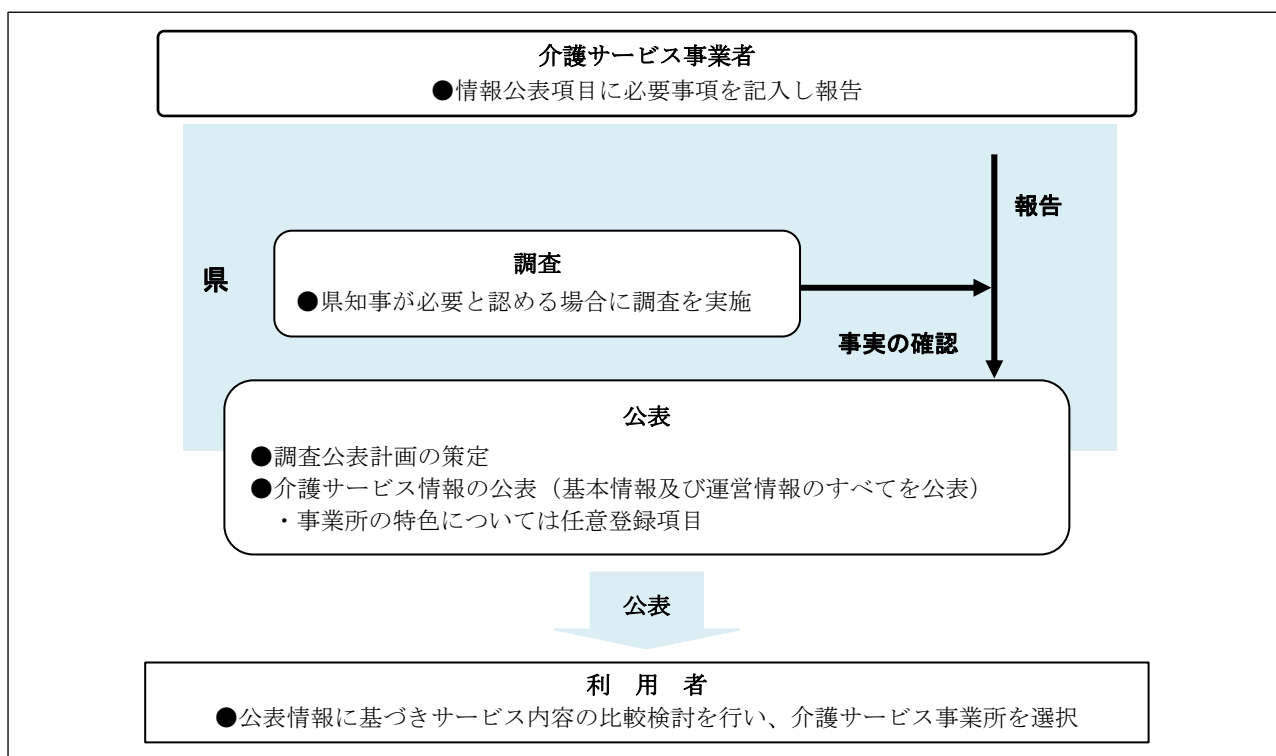 介護サービス事業者
●情報公表項目に必要事項を記入し報告
報告
県
調査
●県知事が必要と認める場合に調査を実施
事実の確認
公表
●調査公表計画の策定
●介護サービス情報の公表（基本情報及び運営情報のすべてを公表）
・事業所の特色については任意登録項目
公表
利　用　者
●公表情報に基づきサービス内容の比較検討を行い、介護サービス事業所を選択